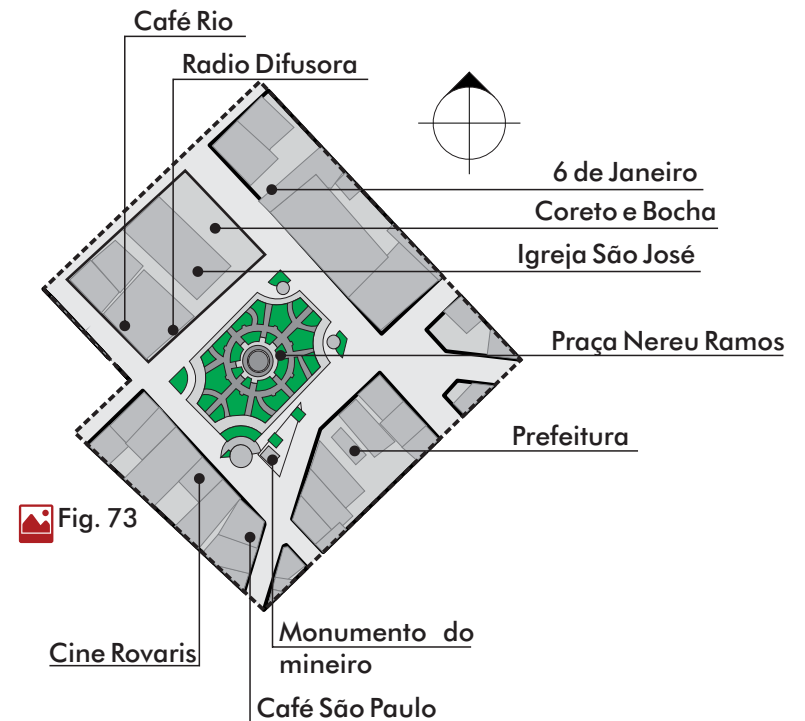 Café Rio
Radio Difusora
6 de Janeiro
Coreto e Bocha
Igreja São José
Praça Nereu Ramos
Prefeitura
Fig. 73
Cine Rovaris
Monumento do
mineiro
Café São Paulo